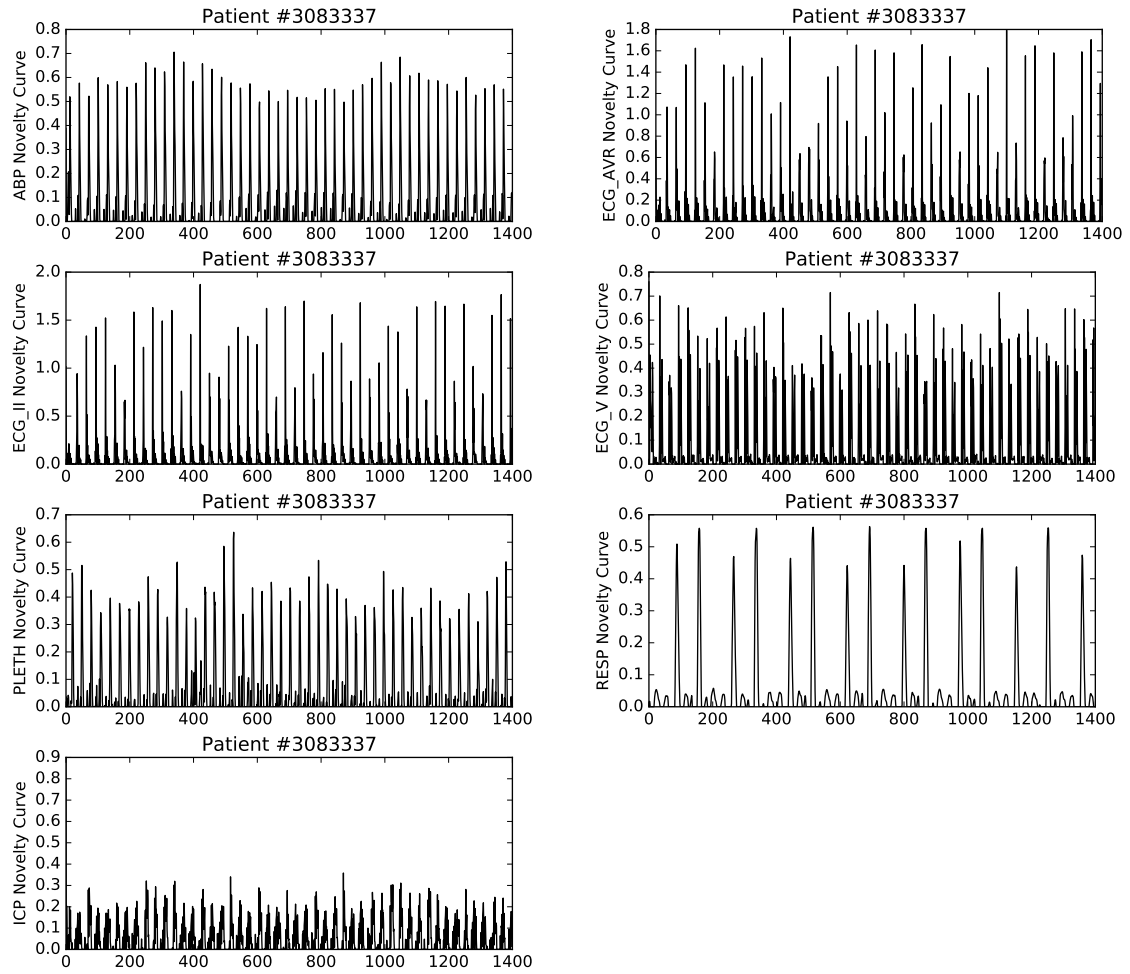 Patient #3083337
ABP Novelty Curve
0.8
0.7
0.6
0.5
0.4
0.3
0.2
0.1
0.0
0 200 400 600 800 1000 1200 1400
Patient #3083337
ECG_AVR Novelty Curve
1.8
1.6
1.4
1.2
1.0
0.8
0.6
0.4
0.2
0.0
0 200 400 600 800 1000 1200 1400
Patient #3083337
ECG_II Novelty Curve
2.0
1.5
1.0
0.5
0.0
0 200 400 600 800 1000 1200 1400
Patient #3083337
ECG_V Novelty Curve
0.8
0.7
0.6
0.5
0.4
0.3
0.2
0.1
0.0
0 200 400 600 800 1000 1200 1400
Patient #3083337
PLETH Novelty Curve
0.7
0.6
0.5
0.4
0.3
0.2
0.1
0.0
0 200 400 600 800 1000 1200 1400
Patient #3083337
RESP Novelty Curve
0.6
0.5
0.4
0.3
0.2
0.1
0.0
0 200 400 600 800 1000 1200 1400
Patient #3083337
ICP Novelty Curve
0.9
0.8
0.7
0.6
0.5
0.4
0.3
0.2
0.1
0.0
0 200 400 600 800 1000 1200 1400